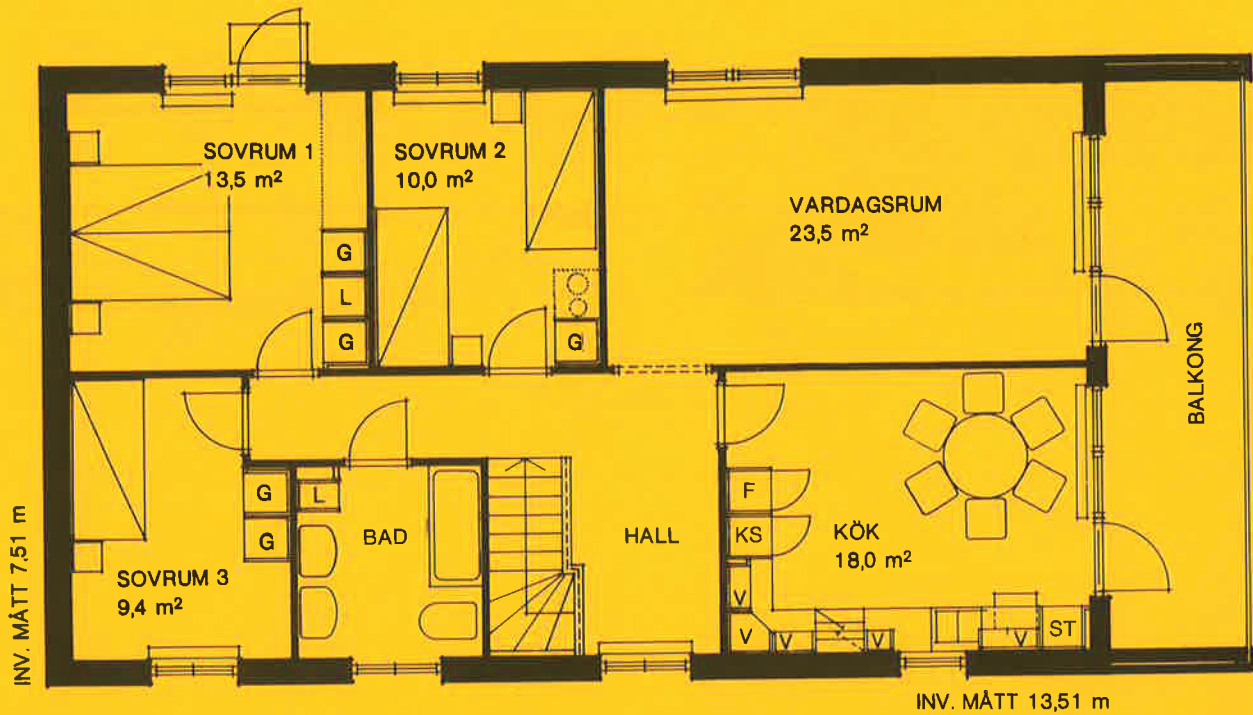 SOVRUM 1
13,5 m²
SOVRUM 2
10,0 m²
VARDAGSRUM
23,5 m²
G
L
G
G
BALKONG
G
G
L
BAD
HALL
F
KS
KÖK
18,0 m²
SOVRUM 3
9,4 m²
V
V
V
V
V
ST
INV. MÅTT 7,51 m
INV. MÅTT 13,51 m